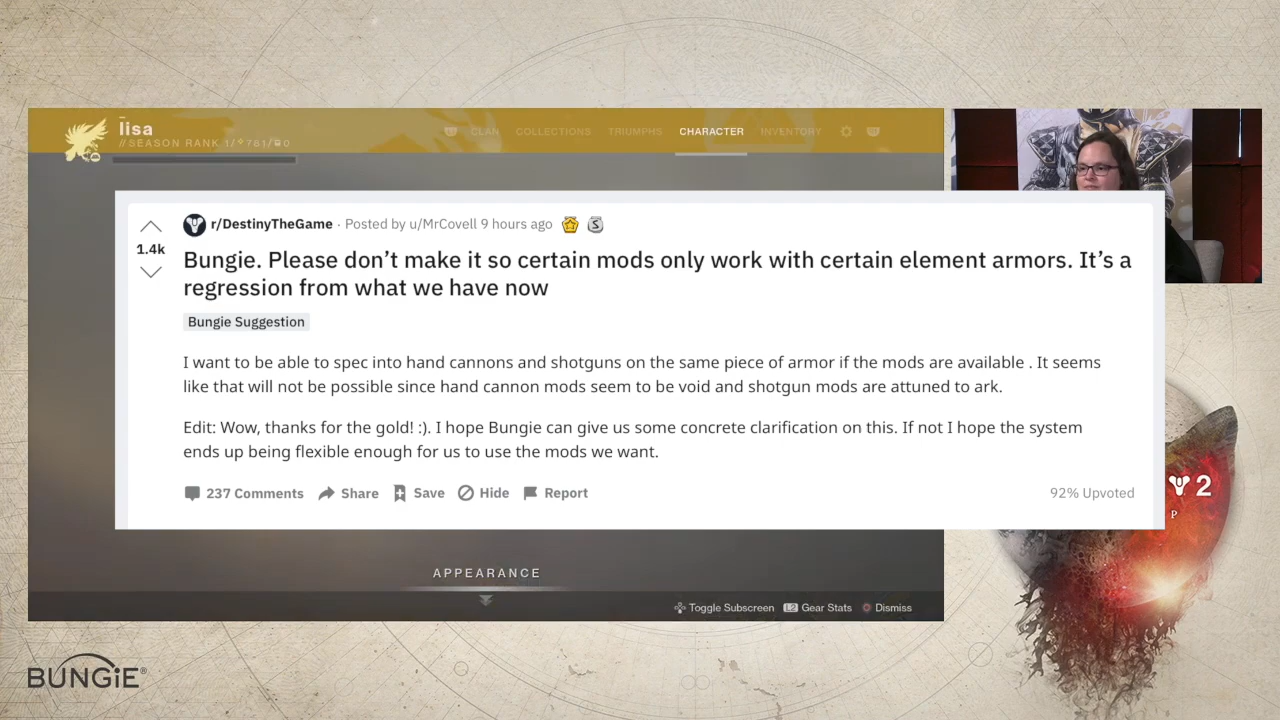 lisa
// SEASON RANK 1/
CLAN COLLECTIONS TRIUMPHS CHARACTER INVENTORY
r/DestinyTheGame · Posted by u/MrCovell 9 hours ago
1.4k
Bungie. Please don’t make it so certain mods only work with certain element armors. It’s a
regression from what we have now
Bungie Suggestion
I want to be able to spec into hand cannons and shotguns on the same piece of armor if the mods are available . It seems
like that will not be possible since hand cannon mods seem to be void and shotgun mods are attuned to ark.
Edit: Wow, thanks for the gold! :). I hope Bungie can give us some concrete clarification on this. If not I hope the system
ends up being flexible enough for us to use the mods we want.
237 Comments Share Save Hide Report 92% Upvoted
2
P
APPEARANCE
Toggle Subscreen L2 Gear Stats Dismiss
BUNGiE®